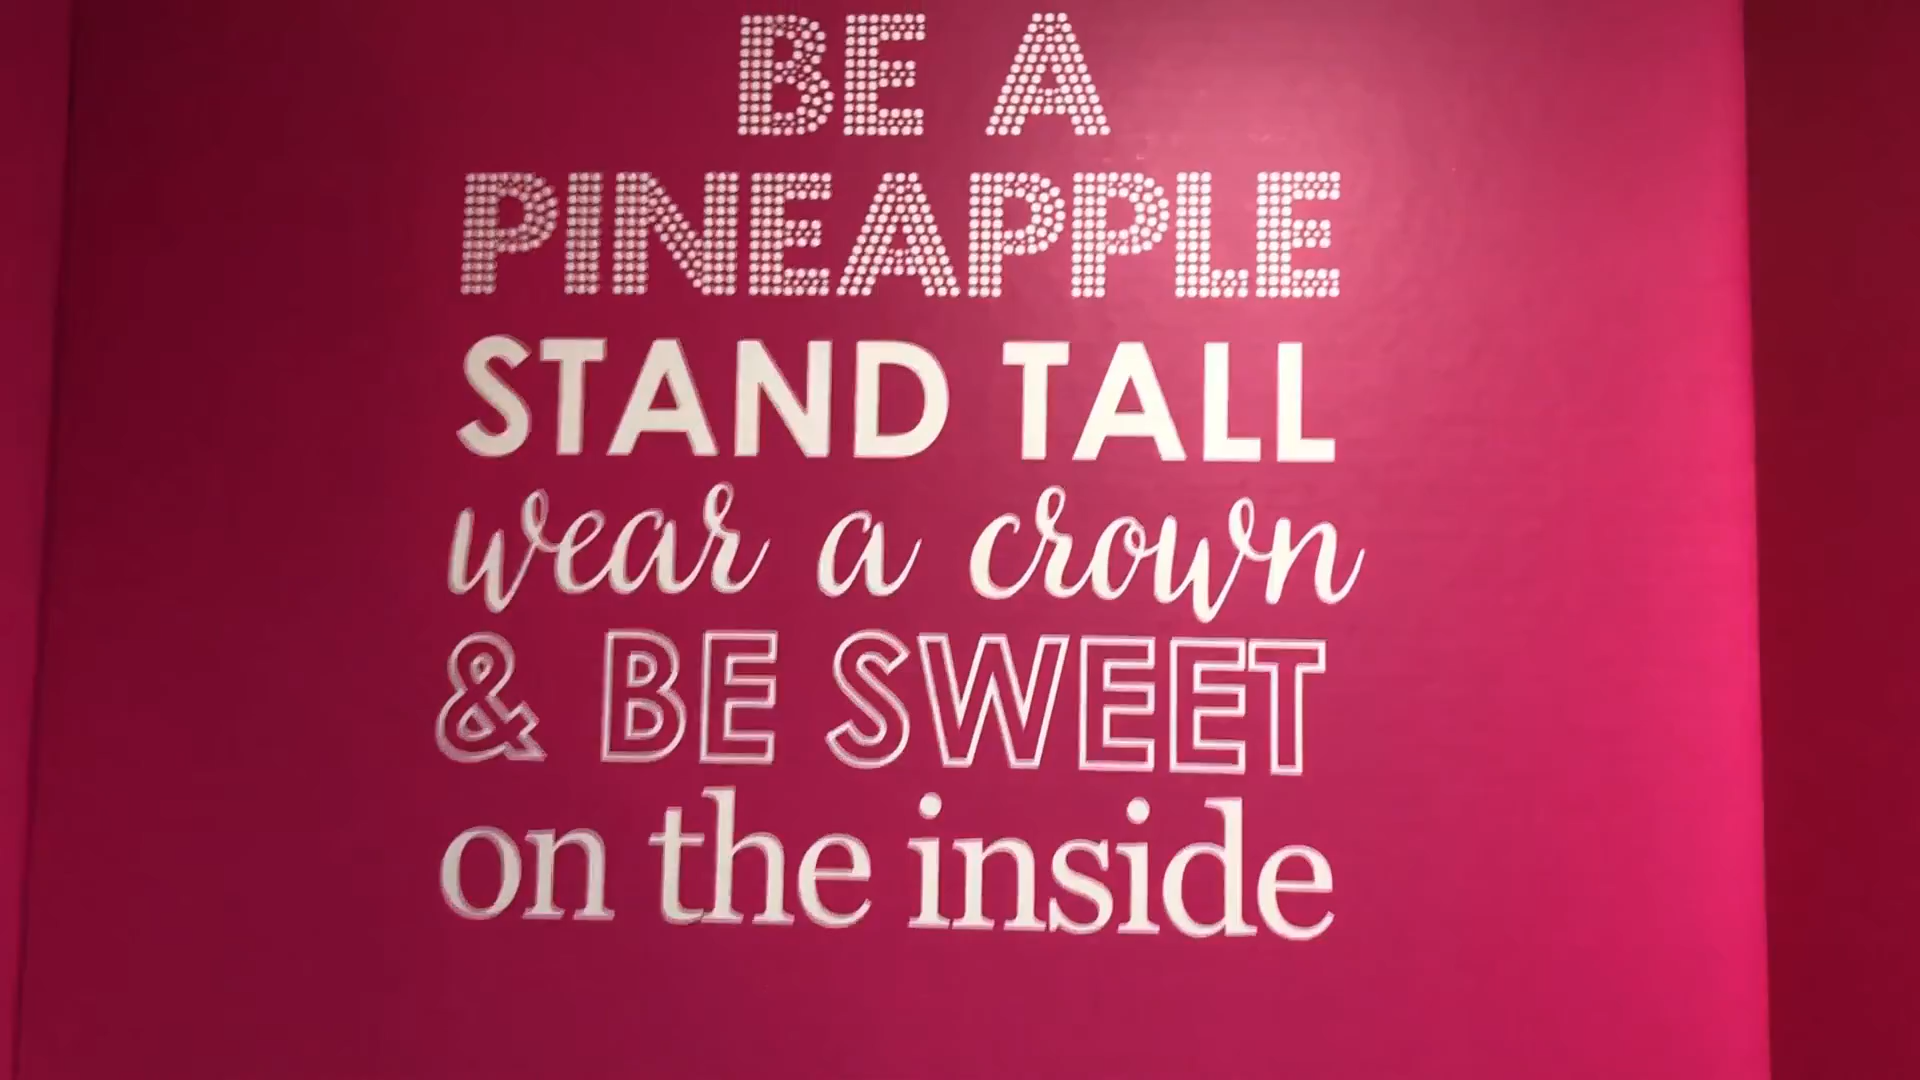 BE A
PINEAPPLE
STAND TALL
wear a crown
& BE SWEET
on the inside